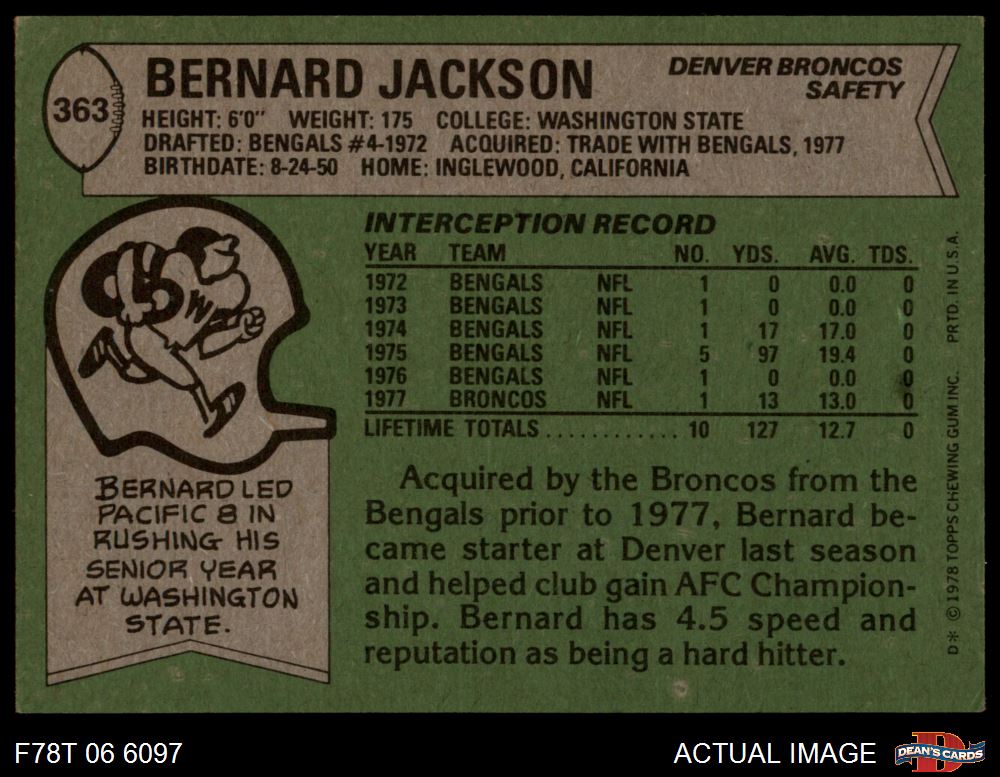 363
BERNARD JACKSON
DENVER BRONCOS
SAFETY
HEIGHT: 6'0" WEIGHT: 175 COLLEGE: WASHINGTON STATE
DRAFTED: BENGALS #4-1972 ACQUIRED: TRADE WITH BENGALS, 1977
BIRTHDATE: 8-24-50 HOME: INGLEWOOD, CALIFORNIA
INTERCEPTION RECORD
YEAR TEAM NO. YDS. AVG. TDS.
1972 BENGALS NFL 1 0 0.0 0
1973 BENGALS NFL 1 0 0.0 0
1974 BENGALS NFL 1 17 17.0 0
1975 BENGALS NFL 5 97 19.4 0
1976 BENGALS NFL 1 0 0.0 0
1977 BRONCOS NFL 1 13 13.0 0
LIFETIME TOTALS ............ 10 127 12.7 0
W
BERNARD LED
PACIFIC 8 IN
RUSHING HIS
SENIOR YEAR
AT WASHINGTON
STATE.
Acquired by the Broncos from the
Bengals prior to 1977, Bernard be-
came starter at Denver last season
and helped club gain AFC Champion-
ship. Bernard has 4.5 speed and
reputation as being a hard hitter.
D* © 1978 TOPPS CHEWING GUM INC. PRTD. IN U.S.A.
F78T 06 6097
ACTUAL IMAGE
D
DEAN'S CARDS